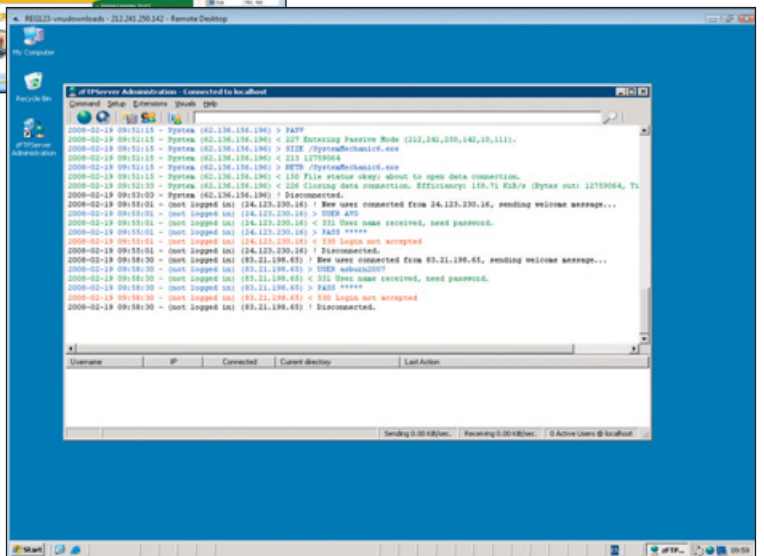 REG123-vnudownloads - 212.241.250.142 - Remote Desktop
My Computer
Recycle Bin
zFTPServer
Administration
zFTPServer Administration - Connected to localhost
Command Setup Extensions Visuals Help
2008-02-19 09:51:15 - System (62.136.156.196) > PASV
2008-02-19 09:51:15 - System (62.136.156.196) < 227 Entering Passive Mode (212,241,250,142,10,111).
2008-02-19 09:51:15 - System (62.136.156.196) > SIZE /SystemMechanic6.exe
2008-02-19 09:51:15 - System (62.136.156.196) < 213 12759064
2008-02-19 09:51:15 - System (62.136.156.196) > RETR /SystemMechanic6.exe
2008-02-19 09:51:15 - System (62.136.156.196) < 150 File status okay; about to open data connection.
2008-02-19 09:52:33 - System (62.136.156.196) < 226 Closing data connection. Efficiency: 159.71 KiB/s (Bytes out: 12759064, Ti
2008-02-19 09:53:03 - System (62.136.156.196) ! Disconnected.
2008-02-19 09:55:01 - (not logged in) (24.123.230.16) ! New user connected from 24.123.230.16, sending welcome message...
2008-02-19 09:55:01 - (not logged in) (24.123.230.16) > USER AVG
2008-02-19 09:55:01 - (not logged in) (24.123.230.16) < 331 User name received, need password.
2008-02-19 09:55:01 - (not logged in) (24.123.230.16) > PASS *****
2008-02-19 09:55:01 - (not logged in) (24.123.230.16) < 530 Login not accepted
2008-02-19 09:55:01 - (not logged in) (24.123.230.16) ! Disconnected.
2008-02-19 09:58:30 - (not logged in) (83.21.198.65) ! New user connected from 83.21.198.65, sending welcome message...
2008-02-19 09:58:30 - (not logged in) (83.21.198.65) > USER asburn2007
2008-02-19 09:58:30 - (not logged in) (83.21.198.65) < 331 User name received, need password.
2008-02-19 09:58:30 - (not logged in) (83.21.198.65) > PASS *****
2008-02-19 09:58:30 - (not logged in) (83.21.198.65) < 530 Login not accepted
2008-02-19 09:58:30 - (not logged in) (83.21.198.65) ! Disconnected.
Username IP Connected Current directory Last Action
Sending 0.00 KiB/sec. Receiving 0.00 KiB/sec. 0 Active Users @ localhost
Start zFTP... 09:59